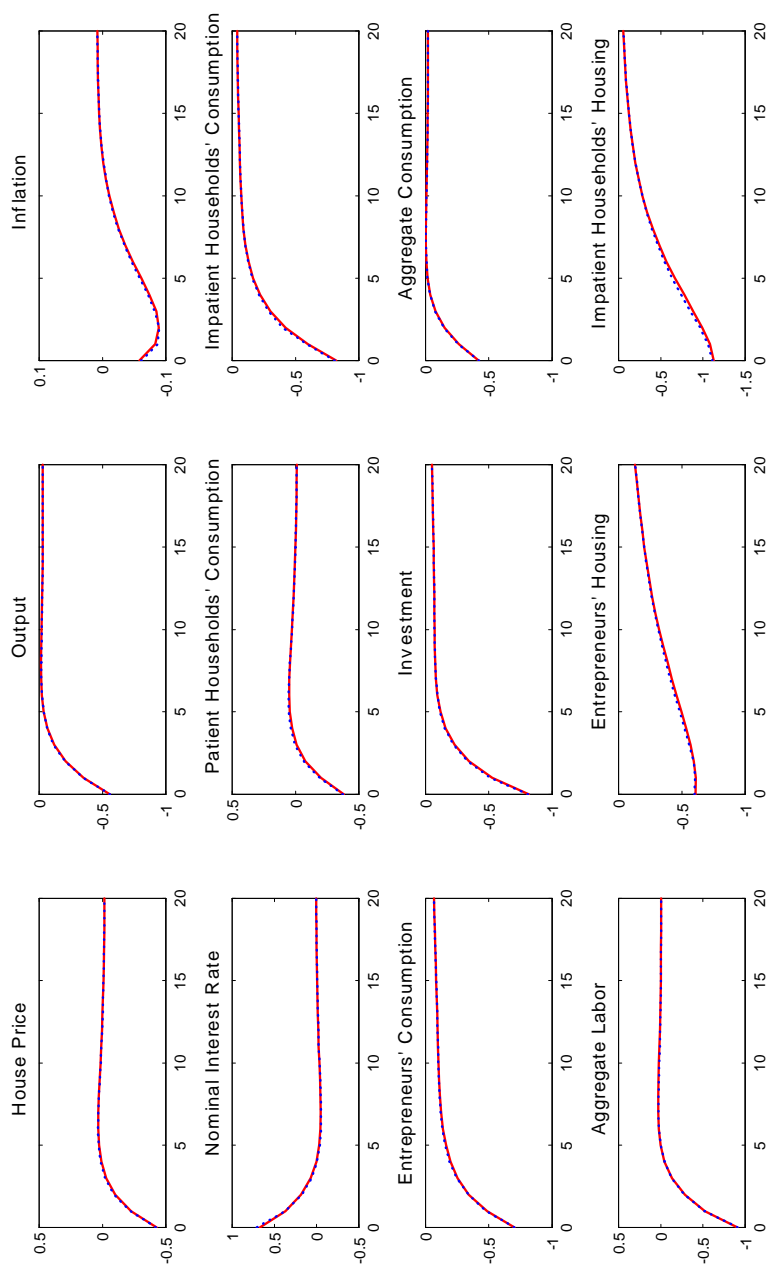 House Price
0.5
0
-0.5
0 5 10 15 20
Output
0
-0.5
-1
0 5 10 15 20
Inflation
0.1
0
-0.1
0 5 10 15 20
Nominal Interest Rate
1
0.5
0
-0.5
0 5 10 15 20
Patient Households' Consumption
0.5
0
-0.5
0 5 10 15 20
Impatient Households' Consumption
0
-0.5
-1
0 5 10 15 20
Entrepreneurs' Consumption
0
-0.5
-1
0 5 10 15 20
Investment
0
-0.5
-1
0 5 10 15 20
Aggregate Consumption
0
-0.5
-1
0 5 10 15 20
Aggregate Labor
0.5
0
-0.5
-1
0 5 10 15 20
Entrepreneurs' Housing
0
-0.5
-1
0 5 10 15 20
Impatient Households' Housing
0
-0.5
-1
-1.5
0 5 10 15 20